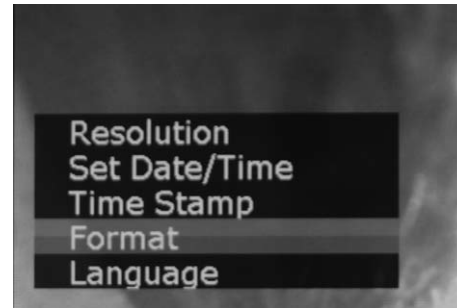 Resolution
Set Date/Time
Time Stamp
Format
Language